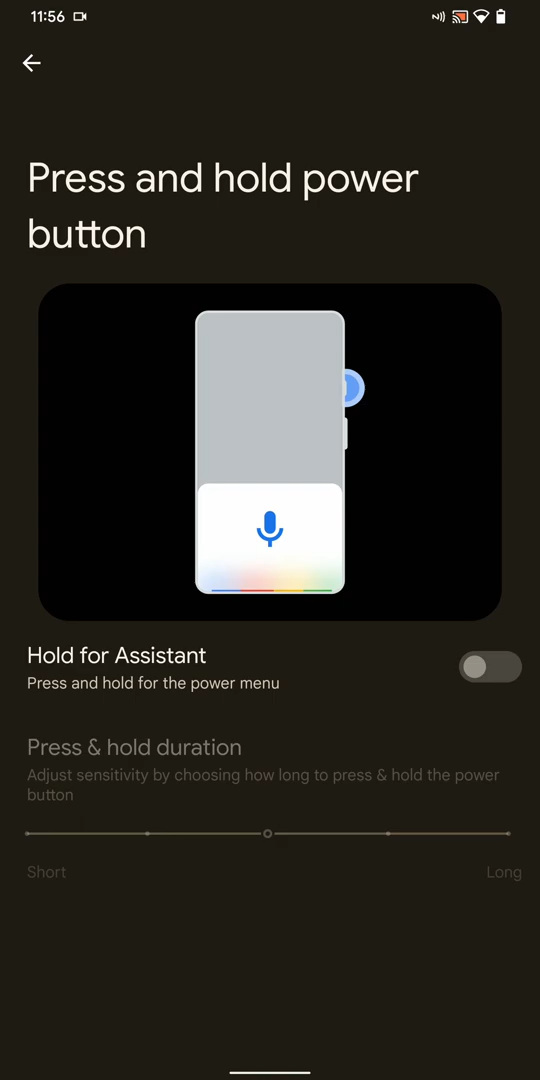 11:56
Press and hold power
button
Hold for Assistant
Press and hold for the power menu
Press & hold duration
Adjust sensitivity by choosing how long to press & hold the power
button
Short Long